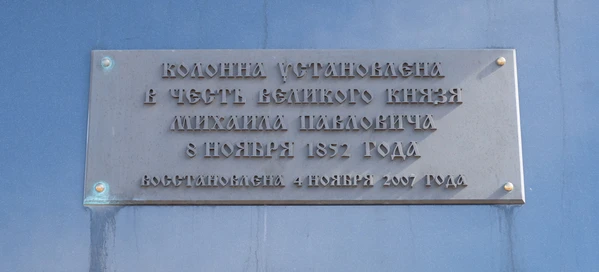 КОЛОННА УСТАНОВЛЕНА
В ЧЕСТЬ ВЕЛИКОГО КНЯЗЯ
МИХАИЛА ПАВЛОВИЧА
8 НОЯБРЯ 1852 ГОДА
ВОССТАНОВЛЕНА 4 НОЯБРЯ 2007 ГОДА